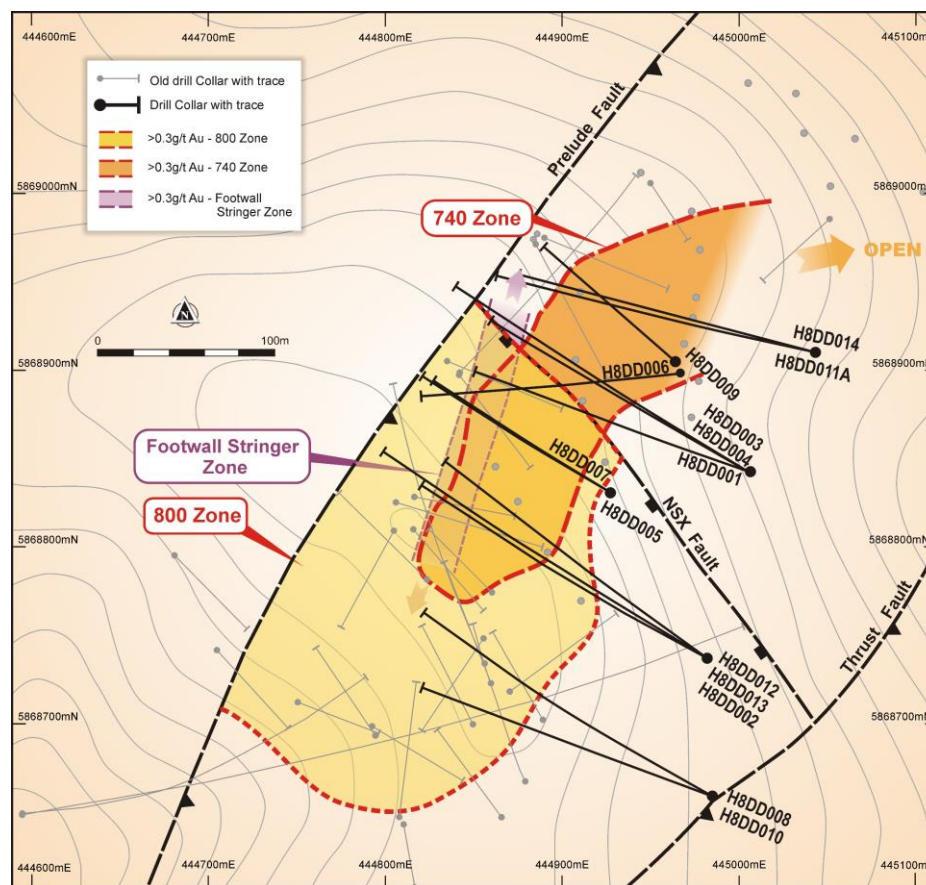 444600mE
444700mE
444800mE
444900mE
445000mE
445100mE
Old drill Collar with trace
Drill Collar with trace
>0.3g/t Au - 800 Zone
>0.3g/t Au - 740 Zone
>0.3g/t Au - Footwall
Stringer Zone
Prelude Fault
5869000mN
5869000mN
740 Zone
OPEN
N
0
100m
H8DD014
H8DD011A
5868900mN
5868900mN
H8DD006
H8DD009
H8DD003
H8DD004
H8DD001
Footwall Stringer
Zone
H8DD007
H8DD005
800 Zone
NSX Fault
5868800mN
5868800mN
Thrust Fault
H8DD012
H8DD013
H8DD002
5868700mN
5868700mN
H8DD008
H8DD010
444600mE
444700mE
444800mE
444900mE
445000mE
445100mE